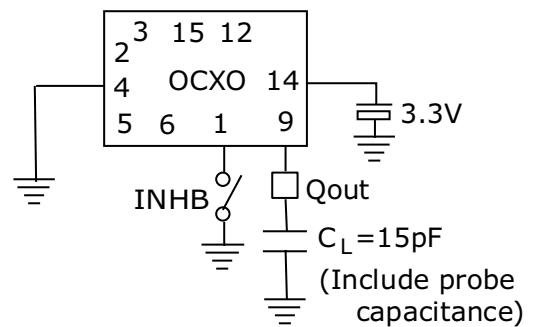 3 15 12
2
4 OCXO 14
5 6 1 9
3.3V
INHB
Qout
CL=15pF
(Include probe
capacitance)